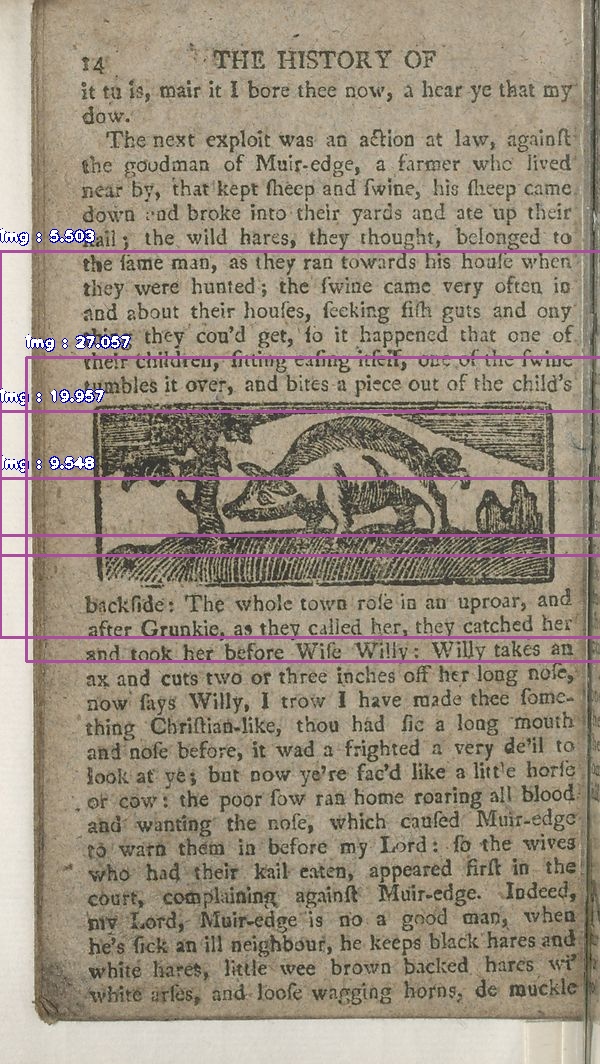 14 THE HISTORY OF
it tu is, mair it I bore thee now, a hear ye that my
dow.
The next exploit was an action at law, againſt
the goodman of Muir-edge, a farmer who lived
near by, that kept ſheep and ſwine, his ſheep came
down and broke into their yards and ate up their
kail; the wild hares, they thought, belonged to
img : 5.503
the ſame man, as they ran towards his houſe when
they were hunted; the ſwine came very often in
and about their houſes, ſeeking fiſh guts and ony
thing they cou'd get, ſo it happened that one of
img : 27.057
their children, ſitting eaſing itſelf, one of the ſwine
tumbles it over, and bites a piece out of the child's
img : 19.957
img : 9.548
backſide: The whole town roſe in an uproar, and
after Grunkie, as they called her, they catched her
and took her before Wiſe Willy: Willy takes an
ax and cuts two or three inches off her long noſe,
now ſays Willy, I trow I have made thee ſome-
thing Chriſtian-like, thou had ſic a long mouth
and noſe before, it wad a frighted a very de'il to
look at ye; but now ye're fac'd like a little horſe
or cow: the poor ſow ran home roaring all blood
and wanting the noſe, which cauſed Muir-edge
to warn them in before my Lord: ſo the wives
who had their kail eaten, appeared firſt in the
court, complaining againſt Muir-edge. Indeed,
my Lord, Muir-edge is no a good man, when
he's ſick an ill neighbour, he keeps black hares and
white hares, little wee brown backed hares wi'
white arſes, and looſe wagging horns, de muckle